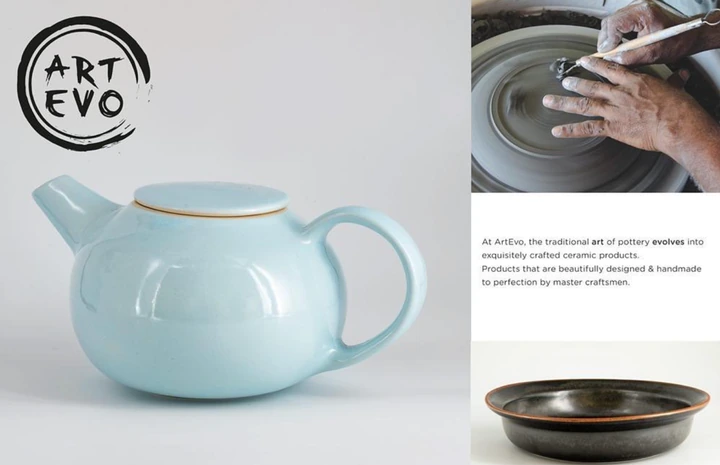 ART
EVO
At ArtEvo, the traditional art of pottery evolves into
exquisitely crafted ceramic products.
Products that are beautifully designed & handmade
to perfection by master craftsmen.